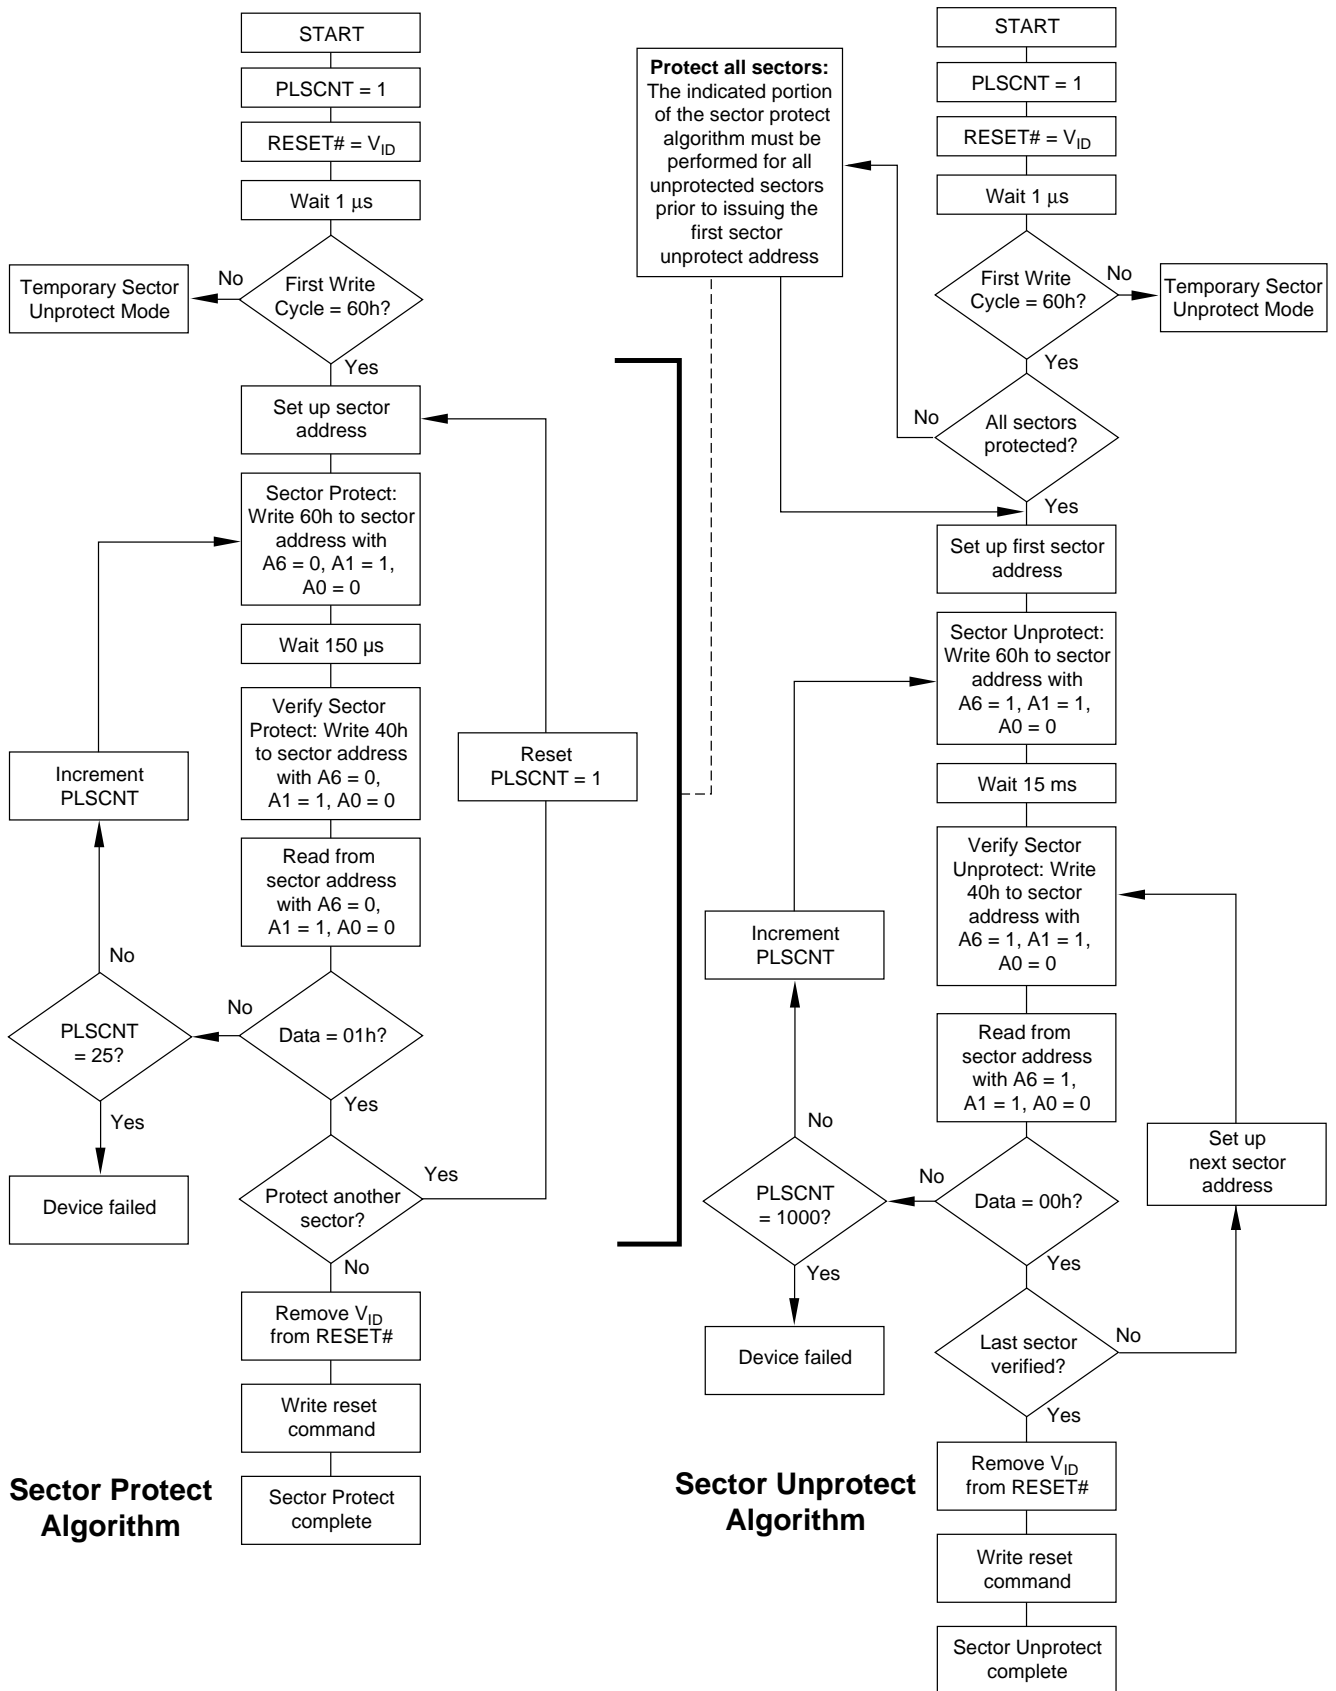 START
PLSCNT = 1
RESET# = VID
Wait 1 μs
First Write
Cycle = 60h?
No
Temporary Sector
Unprotect Mode
Yes
Set up sector
address
Sector Protect:
Write 60h to sector
address with
A6 = 0, A1 = 1,
A0 = 0
Wait 150 µs
Verify Sector
Protect: Write 40h
to sector address
with A6 = 0,
A1 = 1, A0 = 0
Increment
PLSCNT
Reset
PLSCNT = 1
Read from
sector address
with A6 = 0,
A1 = 1, A0 = 0
No
No
PLSCNT
= 25?
Data = 01h?
Yes
Yes
Device failed
Protect another
sector?
Yes
No
Remove VID
from RESET#
Write reset
command
Sector Protect
complete
Sector Protect
Algorithm
Protect all sectors:
The indicated portion
of the sector protect
algorithm must be
performed for all
unprotected sectors
prior to issuing the
first sector
unprotect address
START
PLSCNT = 1
RESET# = VID
Wait 1 μs
First Write
Cycle = 60h?
No
Temporary Sector
Unprotect Mode
Yes
No
All sectors
protected?
Yes
Set up first sector
address
Sector Unprotect:
Write 60h to sector
address with
A6 = 1, A1 = 1,
A0 = 0
Wait 15 ms
Verify Sector
Unprotect: Write
40h to sector
address with
A6 = 1, A1 = 1,
A0 = 0
Increment
PLSCNT
Read from
sector address
with A6 = 1,
A1 = 1, A0 = 0
No
No
PLSCNT
= 1000?
Data = 00h?
Set up
next sector
address
Yes
Yes
Device failed
Last sector
verified?
No
Yes
Remove VID
from RESET#
Write reset
command
Sector Unprotect
complete
Sector Unprotect
Algorithm